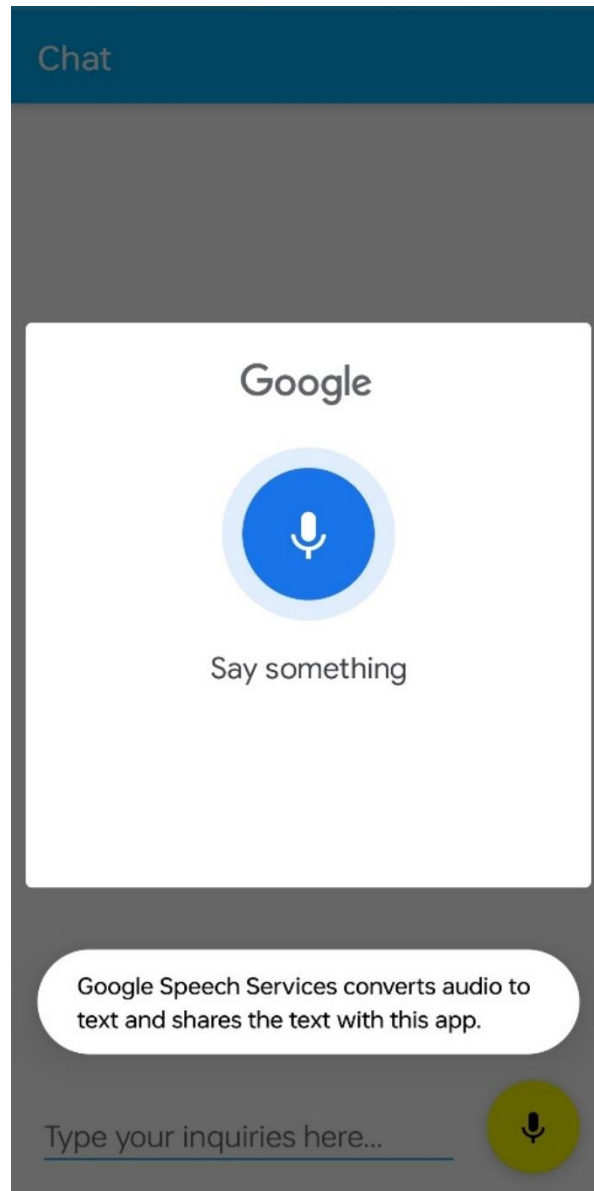 Chat
Google
Say something
Google Speech Services converts audio to
text and shares the text with this app.
Type your inquiries here...